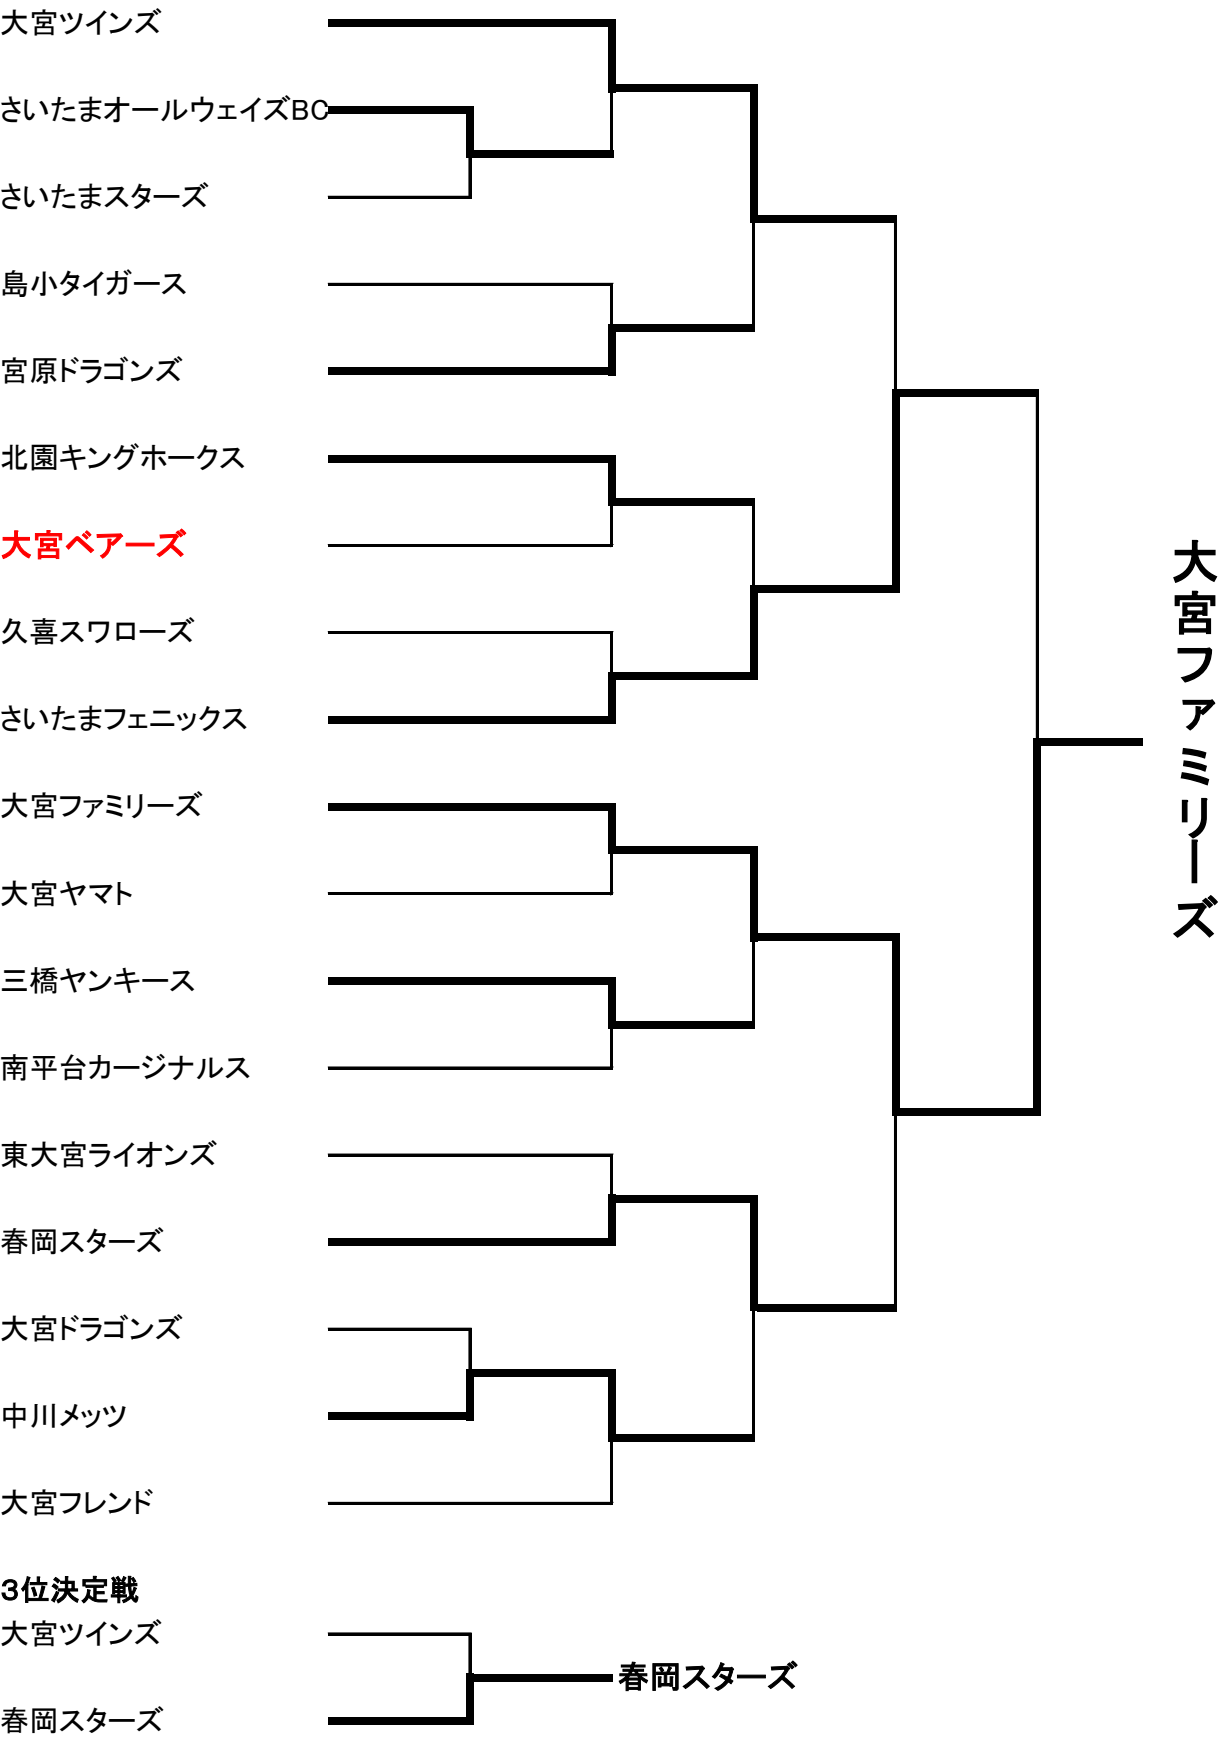 大宮ツインズ
さいたまオールウェイズBC
さいたまスターズ
島小タイガース
宮原ドラゴンズ
北園キングホークス
大宮ベアーズ
久喜スワローズ
さいたまフェニックス
大宮ファミリーズ
大宮ヤマト
三橋ヤンキース
南平台カージナルス
東大宮ライオンズ
春岡スターズ
大宮ドラゴンズ
中川メッツ
大宮フレンド
大宮ファミリーズ
3位決定戦
大宮ツインズ
春岡スターズ
春岡スターズ